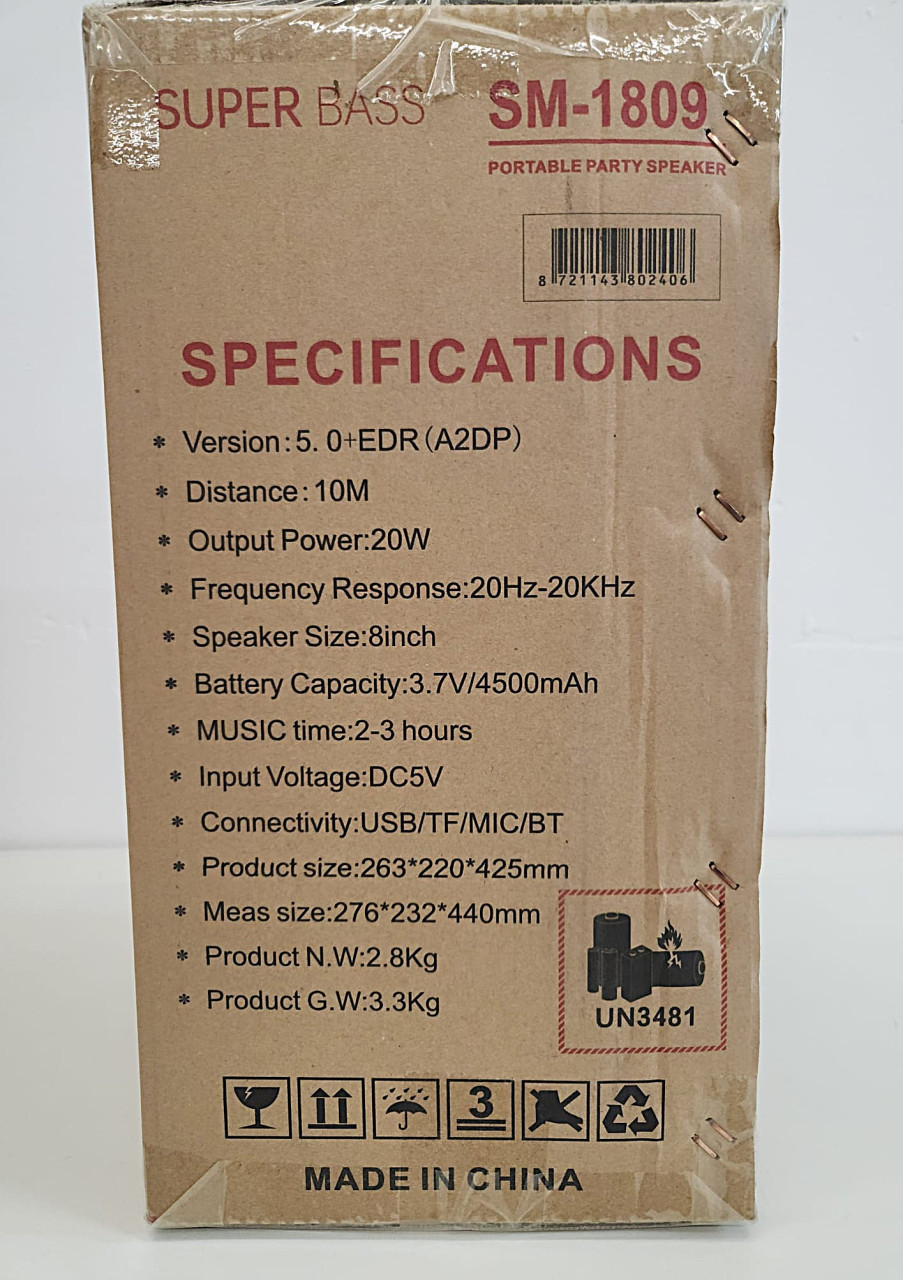 SUPER BASS
SM-1809
PORTABLE PARTY SPEAKER
8 721143 802406
SPECIFICATIONS
* Version:5. 0+EDR(A2DP)
* Distance:10M
* Output Power:20W
* Frequency Response:20Hz-20KHz
* Speaker Size:8inch
* Battery Capacity:3.7V/4500mAh
* MUSIC time:2-3 hours
* Input Voltage:DC5V
* Connectivity:USB/TF/MIC/BT
* Product size:263*220*425mm
* Meas size:276*232*440mm
* Product N.W:2.8Kg
* Product G.W:3.3Kg
UN3481
3
MADE IN CHINA